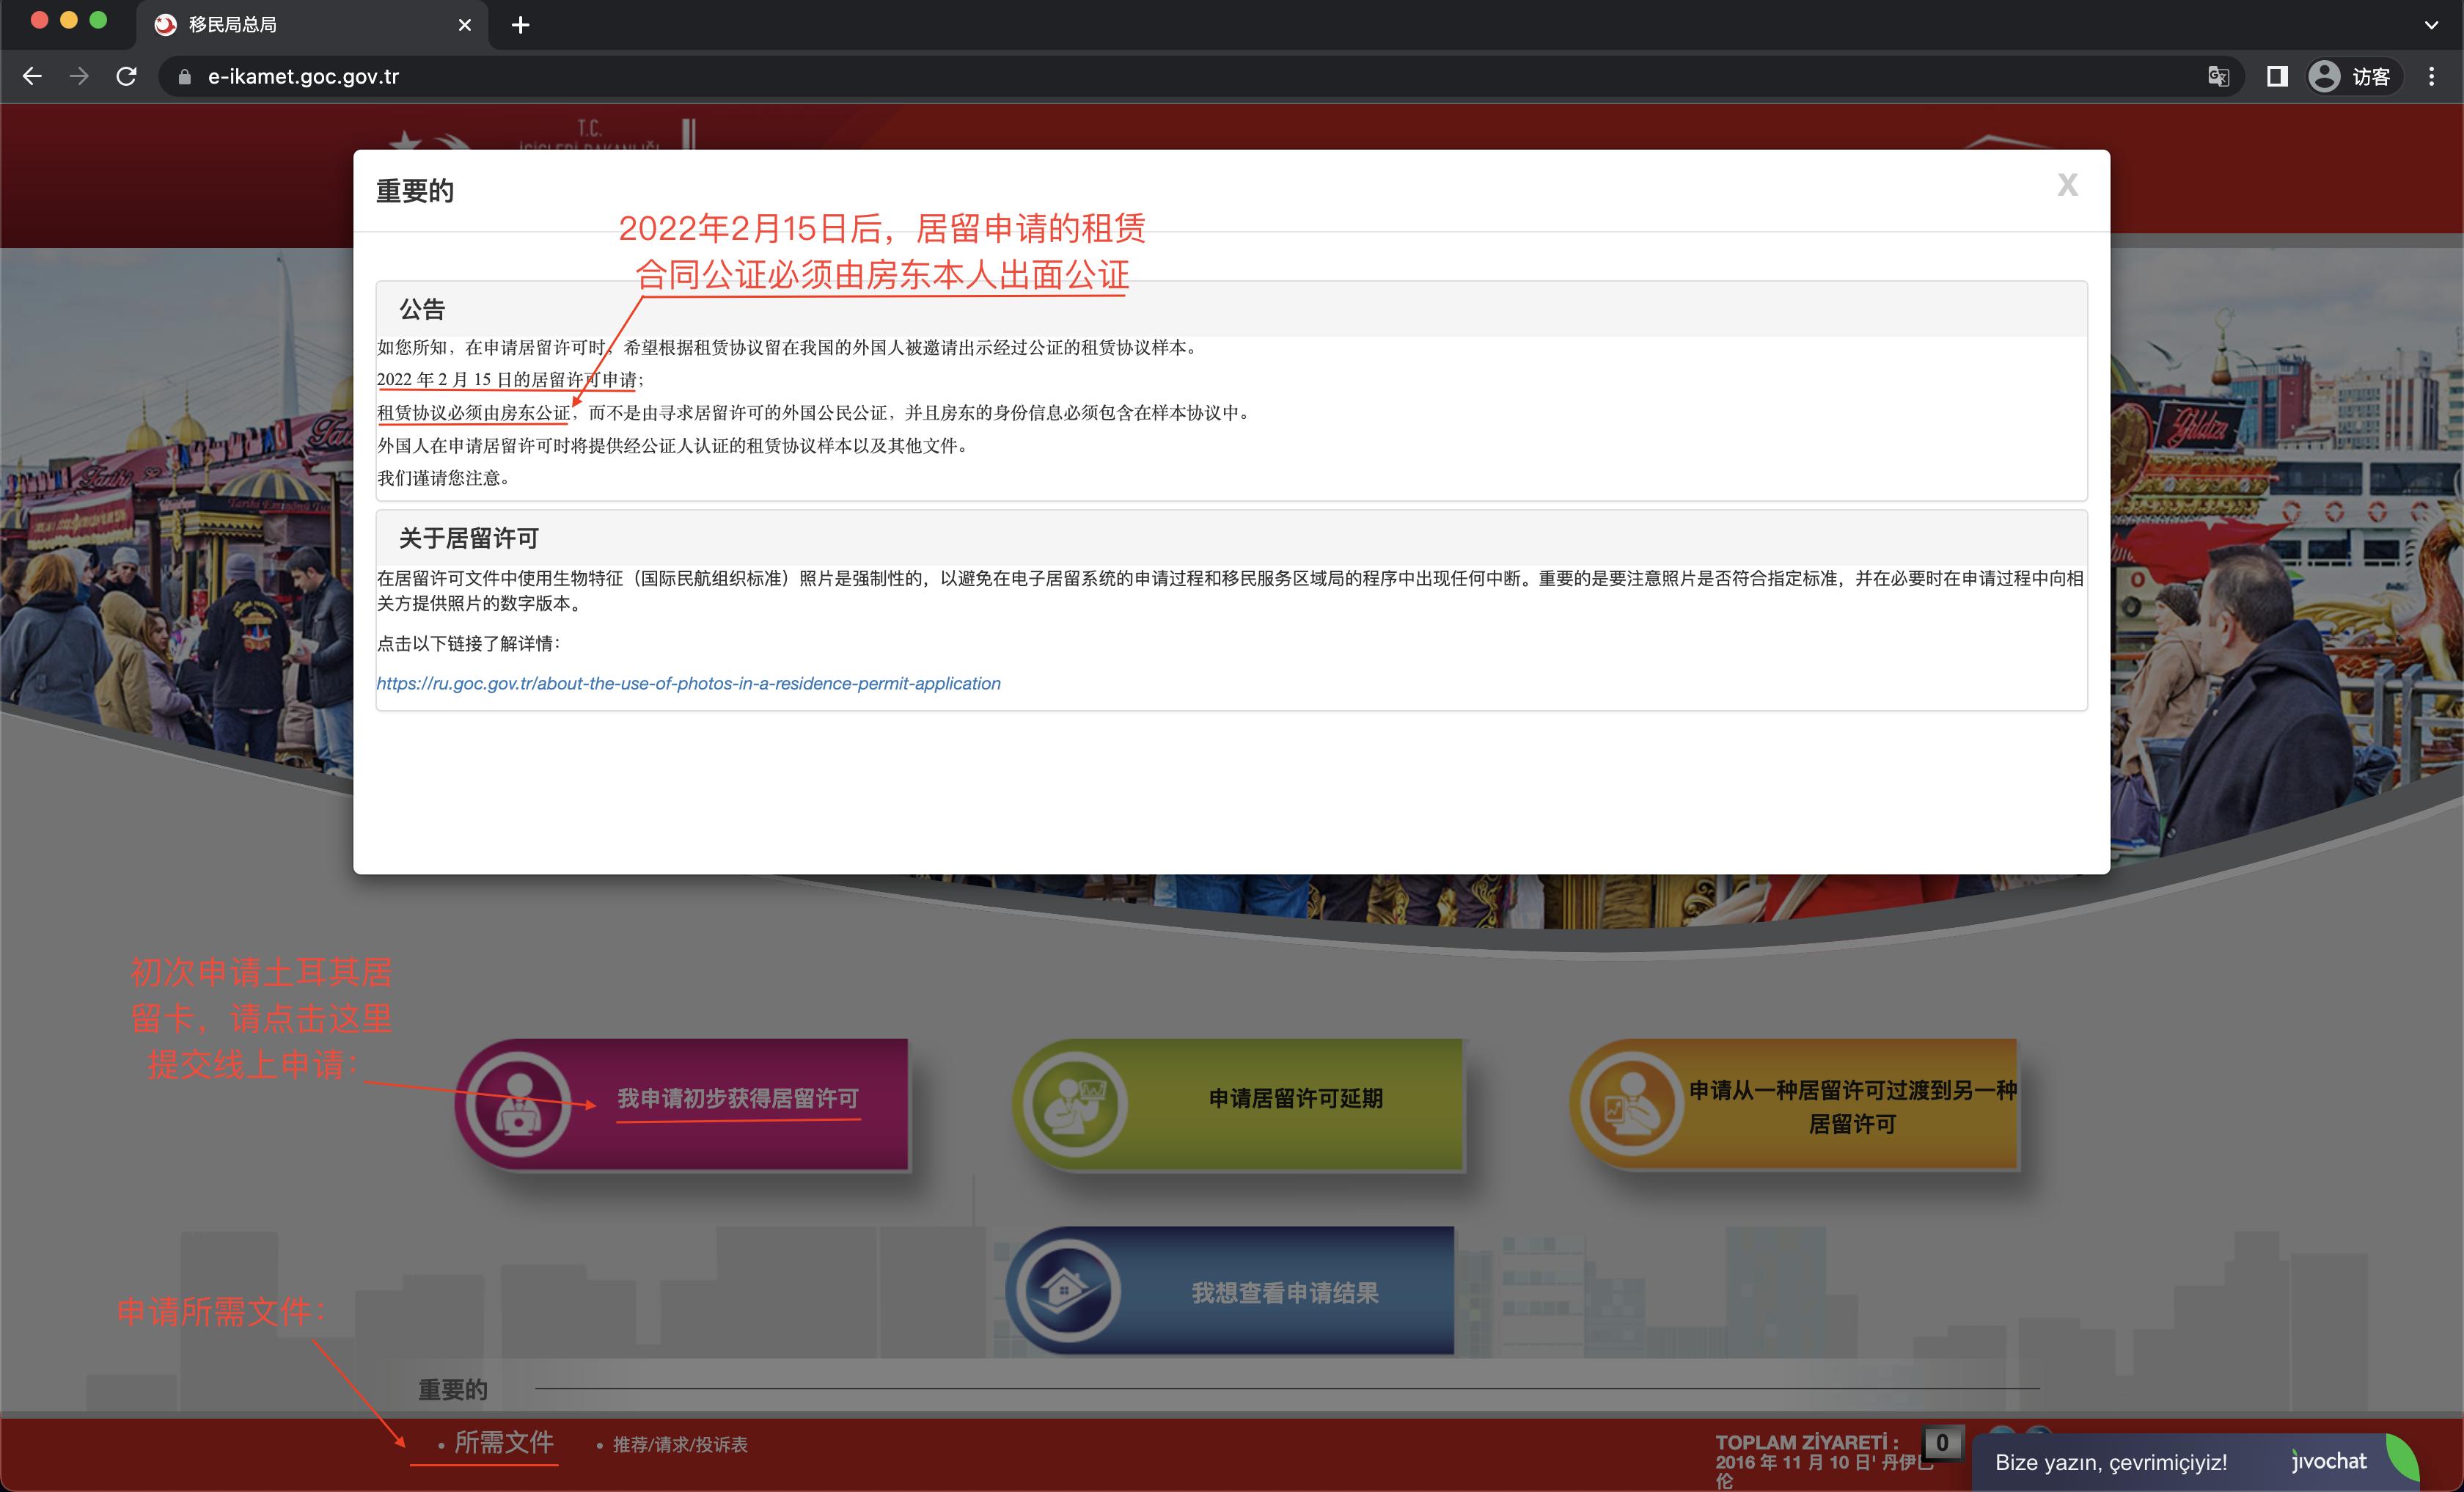 移民局总局
e-ikamet.goc.gov.tr
访客
T.C.
İÇİŞLERİ BAKANLIĞI
重要的
X
2022年2月15日后，居留申请的租赁
合同公证必须由房东本人出面公证
公告
如您所知，在申请居留许可时，希望根据租赁协议留在我国的外国人被邀请出示经过公证的租赁协议样本。
2022 年 2 月 15 日的居留许可申请；
租赁协议必须由房东公证，而不是由寻求居留许可的外国公民公证，并且房东的身份信息必须包含在样本协议中。
外国人在申请居留许可时将提供经公证人认证的租赁协议样本以及其他文件。
我们谨请您注意。
关于居留许可
在居留许可文件中使用生物特征（国际民航组织标准）照片是强制性的，以避免在电子居留系统的申请过程和移民服务区域局的程序中出现任何中断。重要的是要注意照片是否符合指定标准，并在必要时在申请过程中向相
关方提供照片的数字版本。
点击以下链接了解详情：
https://ru.goc.gov.tr/about-the-use-of-photos-in-a-residence-permit-application
Tarihi
Yıldız
初次申请土耳其居
留卡，请点击这里
提交线上申请：
我申请初步获得居留许可
申请居留许可延期
申请从一种居留许可过渡到另一种
居留许可
我想查看申请结果
申请所需文件：
重要的
• 所需文件
• 推荐/请求/投诉表
TOPLAM ZİYARETİ :
0
2016 年 11 月 10 日' 丹伊巴
伦
Bize yazın, çevrimiçiyiz!
jivochat